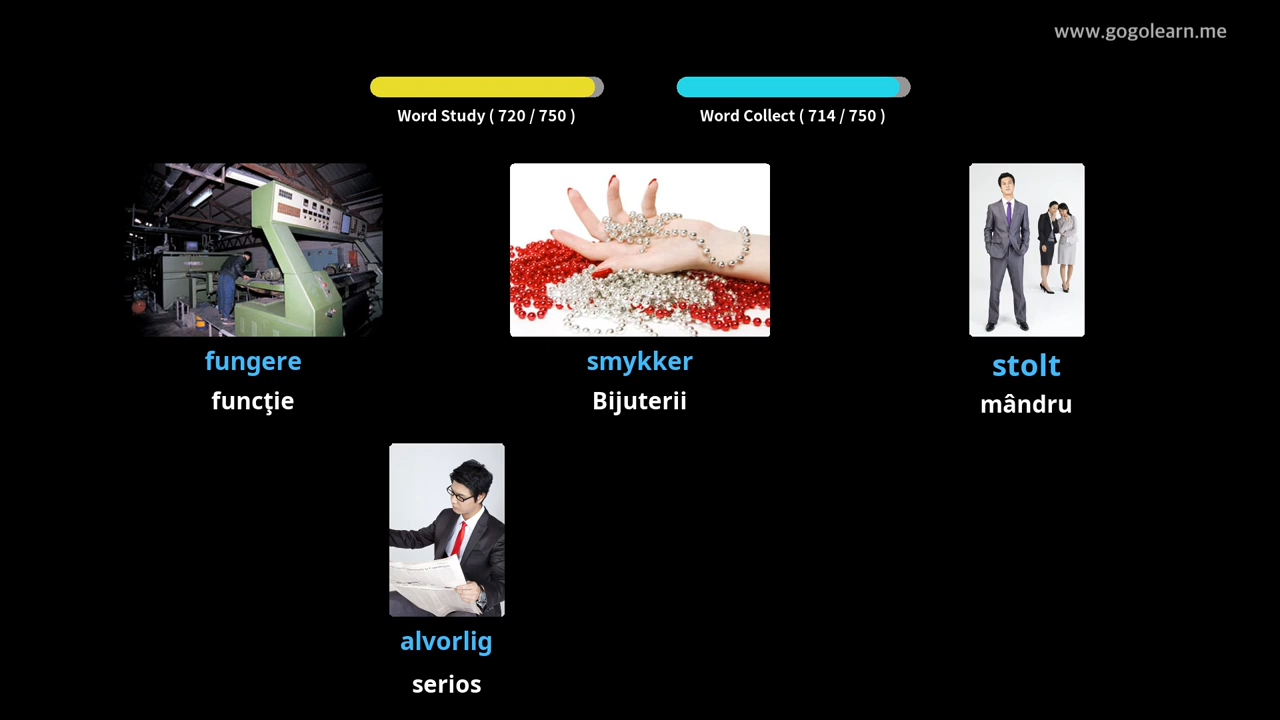 www.gogolearn.me
Word Study ( 720 / 750 )
Word Collect ( 714 / 750 )
fungere
funcţie
smykker
Bijuterii
stolt
mândru
alvorlig
serios